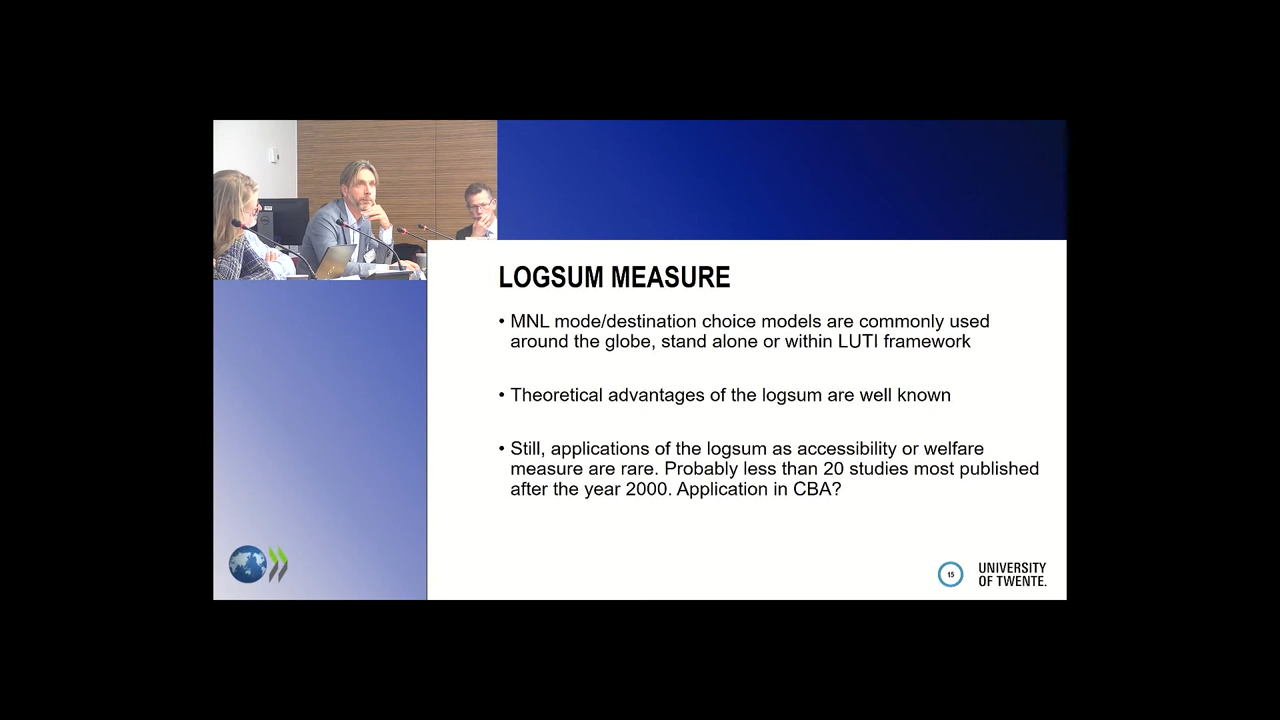 LOGSUM MEASURE
• MNL mode/destination choice models are commonly used
around the globe, stand alone or within LUTI framework
• Theoretical advantages of the logsum are well known
• Still, applications of the logsum as accessibility or welfare
measure are rare. Probably less than 20 studies most published
after the year 2000. Application in CBA?
15
UNIVERSITY
OF TWENTE.